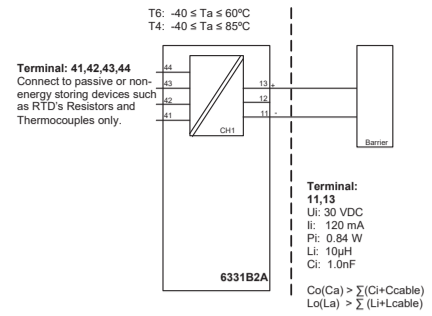 T6: -40 ≤ Ta ≤ 60ºC
T4: -40 ≤ Ta ≤ 85ºC
Terminal: 41,42,43,44
Connect to passive or non-
energy storing devices such
as RTD's Resistors and
Thermocouples only.
44
43
42
41
CH1
13 +
12
11 -
Barrier
Terminal:
11,13
Ui: 30 VDC
Ii: 120 mA
Pi: 0.84 W
Li: 10µH
Ci: 1.0nF
6331B2A
Co(Ca) > ∑(Ci+Ccable)
Lo(La) > ∑ (Li+Lcable)